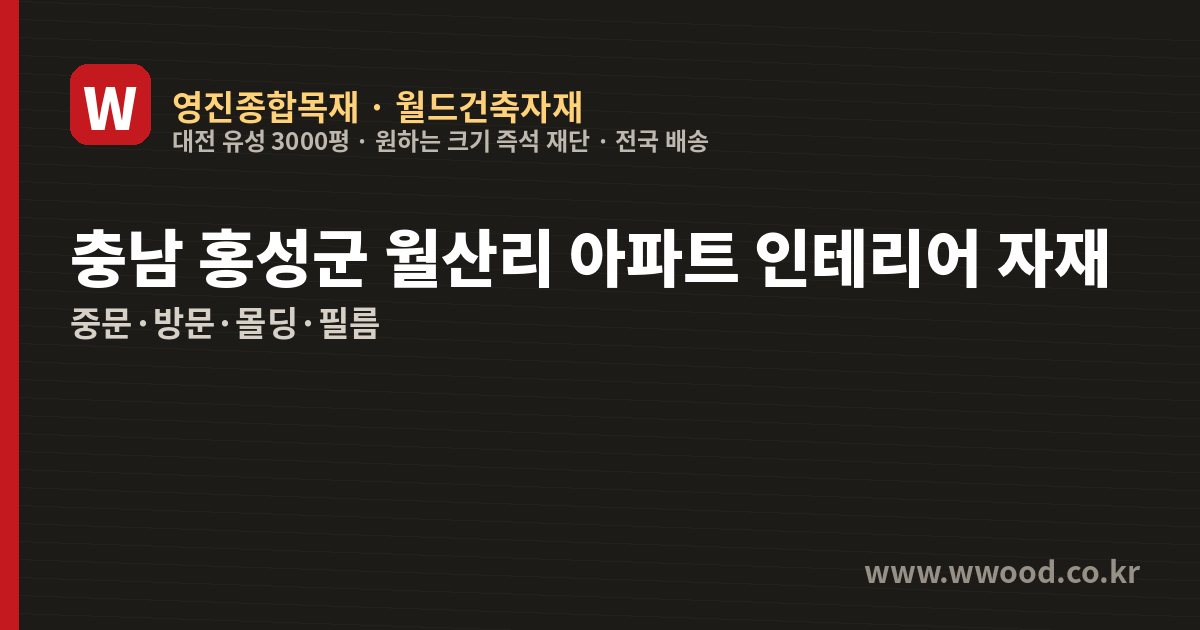 W
영진종합목재 · 월드건축자재
대전 유성 3000평 · 원하는 크기 즉석 재단 · 전국 배송
충남 홍성군 월산리 아파트 인테리어 자재
중문·방문·몰딩·필름
www.wwood.co.kr